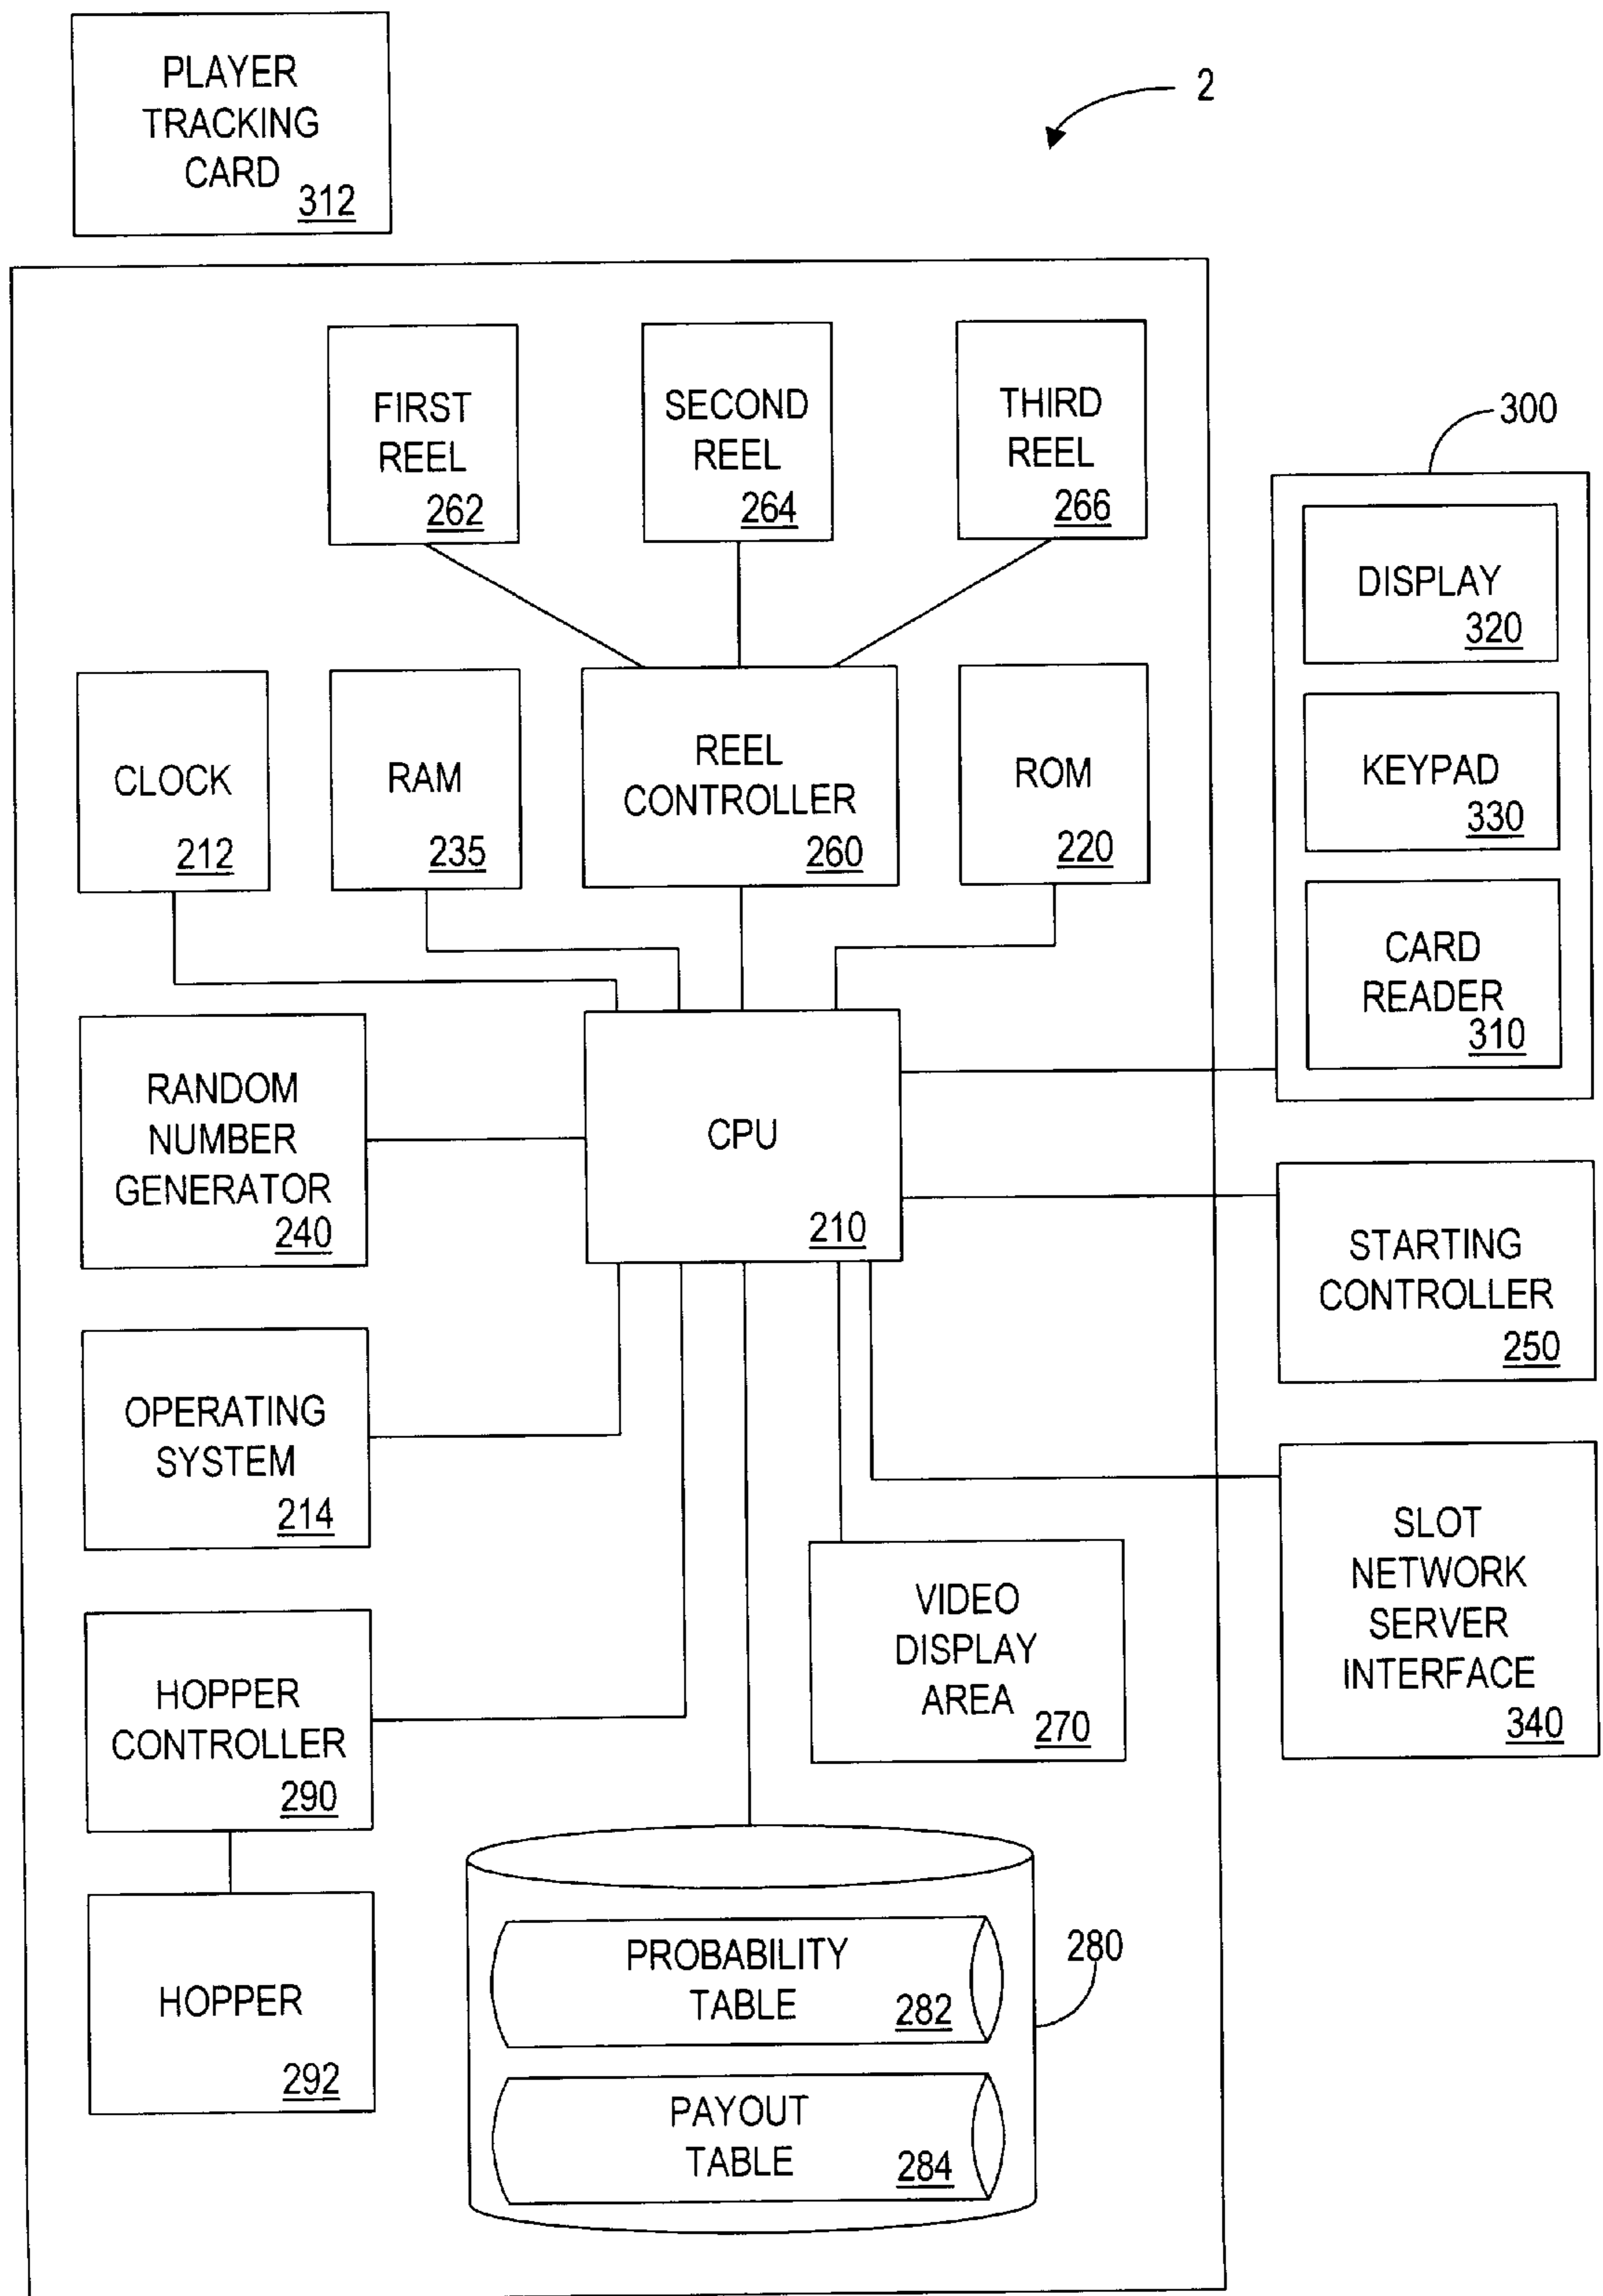 PLAYER
TRACKING
CARD
312
2
FIRST
REEL
262
SECOND
REEL
264
THIRD
REEL
266
300
DISPLAY
320
KEYPAD
330
CARD
READER
310
CLOCK
212
RAM
235
REEL
CONTROLLER
260
ROM
220
RANDOM
NUMBER
GENERATOR
240
CPU
210
STARTING
CONTROLLER
250
OPERATING
SYSTEM
214
SLOT
NETWORK
SERVER
INTERFACE
340
VIDEO
DISPLAY
AREA
270
HOPPER
CONTROLLER
290
HOPPER
292
PROBABILITY
TABLE
282
280
PAYOUT
TABLE
284